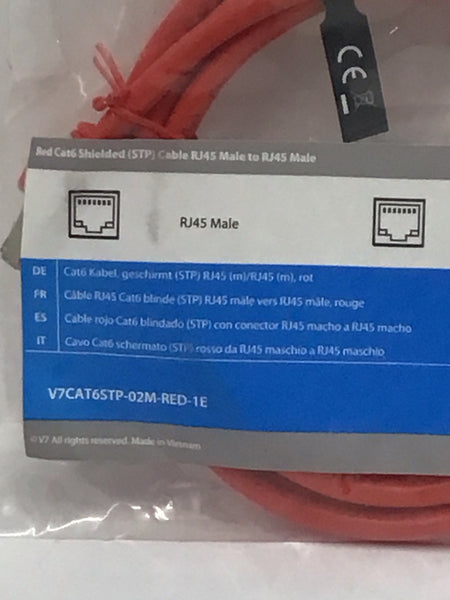 CE
Red Cat6 Shielded (STP) Cable RJ45 Male to RJ45 Male
RJ45 Male
DE Cat6 Kabel, geschirmt (STP) RJ45 (m)/RJ45 (m), rot
FR Câble RJ45 Cat6 blinde (STP) RJ45 mâle vers RJ45 mâle, rouge
ES Cable rojo Cat6 blindado (STP) con conector RJ45 macho a RJ45 macho
IT Cavo Cat6 schermato (STP) rosso da RJ45 maschio a RJ45 maschio
V7CAT6STP-02M-RED-1E
© V7 All rights reserved. Made in Vietnam